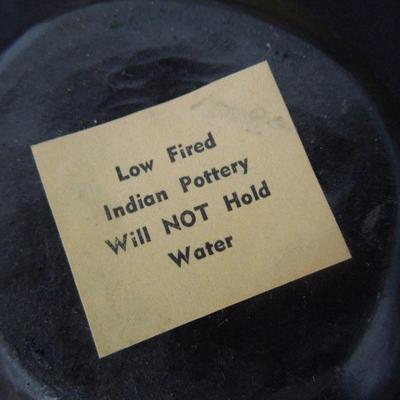 Low Fired
Indian Pottery
Will NOT Hold
Water